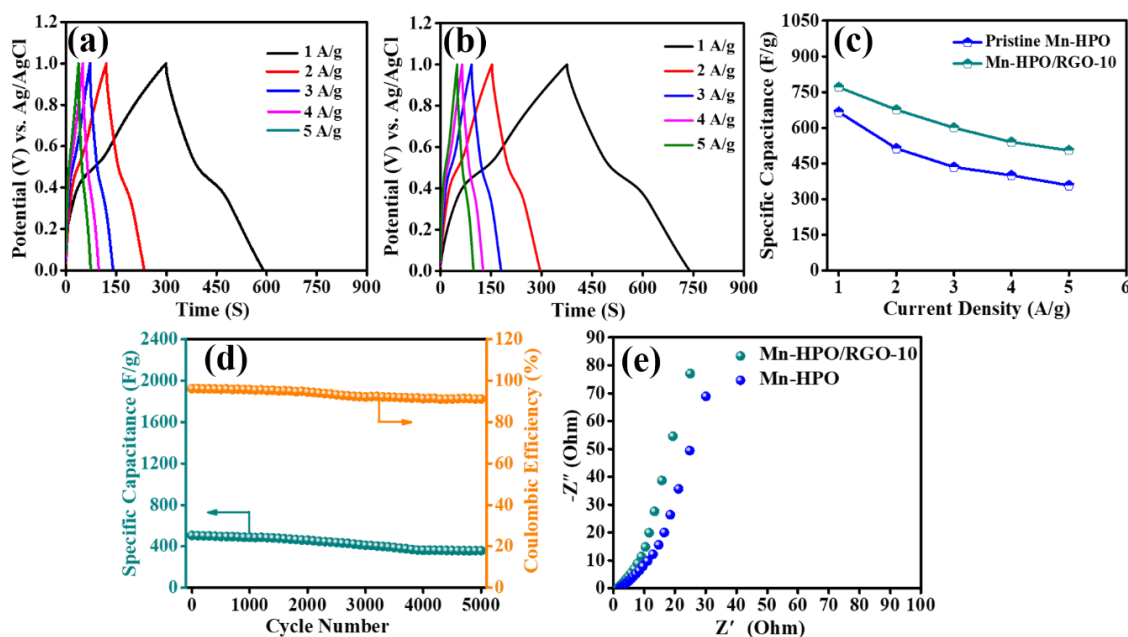 (a)
1 A/g
2 A/g
3 A/g
4 A/g
5 A/g
Potential (V) vs. Ag/AgCl
1.2
1.0
0.8
0.6
0.4
0.2
0.0
0 150 300 450 600 750 900
Time (S)
(b)
1 A/g
2 A/g
3 A/g
4 A/g
5 A/g
Potential (V) vs. Ag/AgCl
1.2
1.0
0.8
0.6
0.4
0.2
0.0
0 150 300 450 600 750 900
Time (S)
(c)
Pristine Mn-HPO
Mn-HPO/RGO-10
Specific Capacitance (F/g)
1050
900
750
600
450
300
150
0
1 2 3 4 5 6
Current Density (A/g)
(d)
Specific Capacitance (F/g)
2400
2000
1600
1200
800
400
0
Coulombic Efficiency (%)
120
100
80
60
40
20
0
0 1000 2000 3000 4000 5000
Cycle Number
(e)
Mn-HPO/RGO-10
Mn-HPO
-Z″ (Ohm)
90
80
70
60
50
40
30
20
10
0
0 10 20 30 40 50 60 70 80 90 100
Z′ (Ohm)